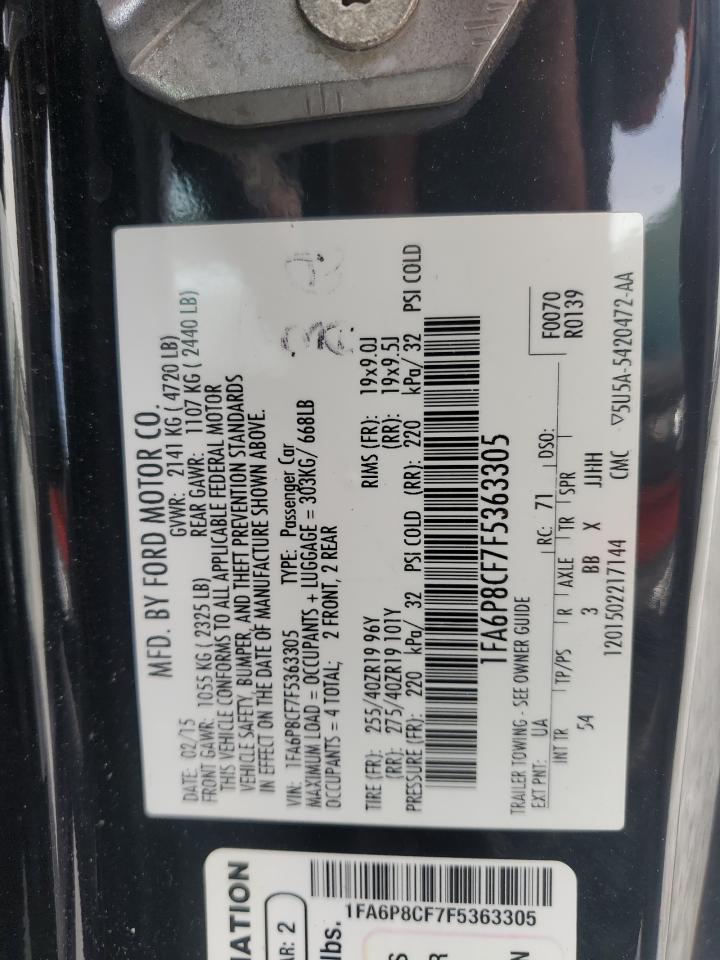 MFD. BY FORD MOTOR CO.
DATE: 02/15 GVWR: 2141 KG ( 4720 LB)
FRONT GAWR: 1055 KG ( 2325 LB) REAR GAWR: 1107 KG ( 2440 LB)
THIS VEHICLE CONFORMS TO ALL APPLICABLE FEDERAL MOTOR
VEHICLE SAFETY, BUMPER, AND THEFT PREVENTION STANDARDS
IN EFFECT ON THE DATE OF MANUFACTURE SHOWN ABOVE.
VIN: 1FA6P8CF7F5363305 TYPE: Passenger Car
MAXIMUM LOAD = OCCUPANTS + LUGGAGE = 303KG/ 668LB
OCCUPANTS = 4 TOTAL; 2 FRONT, 2 REAR
TIRE (FR): 255/40ZR19 96Y RIMS (FR): 19x9.0J
(RR): 275/40ZR19 101Y (RR): 19x9.5J
PRESSURE (FR): 220 kPa/ 32 PSI COLD (RR): 220 kPa/ 32 PSI COLD
1FA6P8CF7F5363305
TRAILER TOWING - SEE OWNER GUIDE F0070
EXT PNT: UA RC: 71 DSO: R0139
INT TR TP/PS R AXLE TR SPR
54 3 BB X JJHH
1201502217144 CMC ▽5U5A-5420472-AA
NATION
AR: 2
lbs.
1FA6P8CF7F5363305
S
R
N